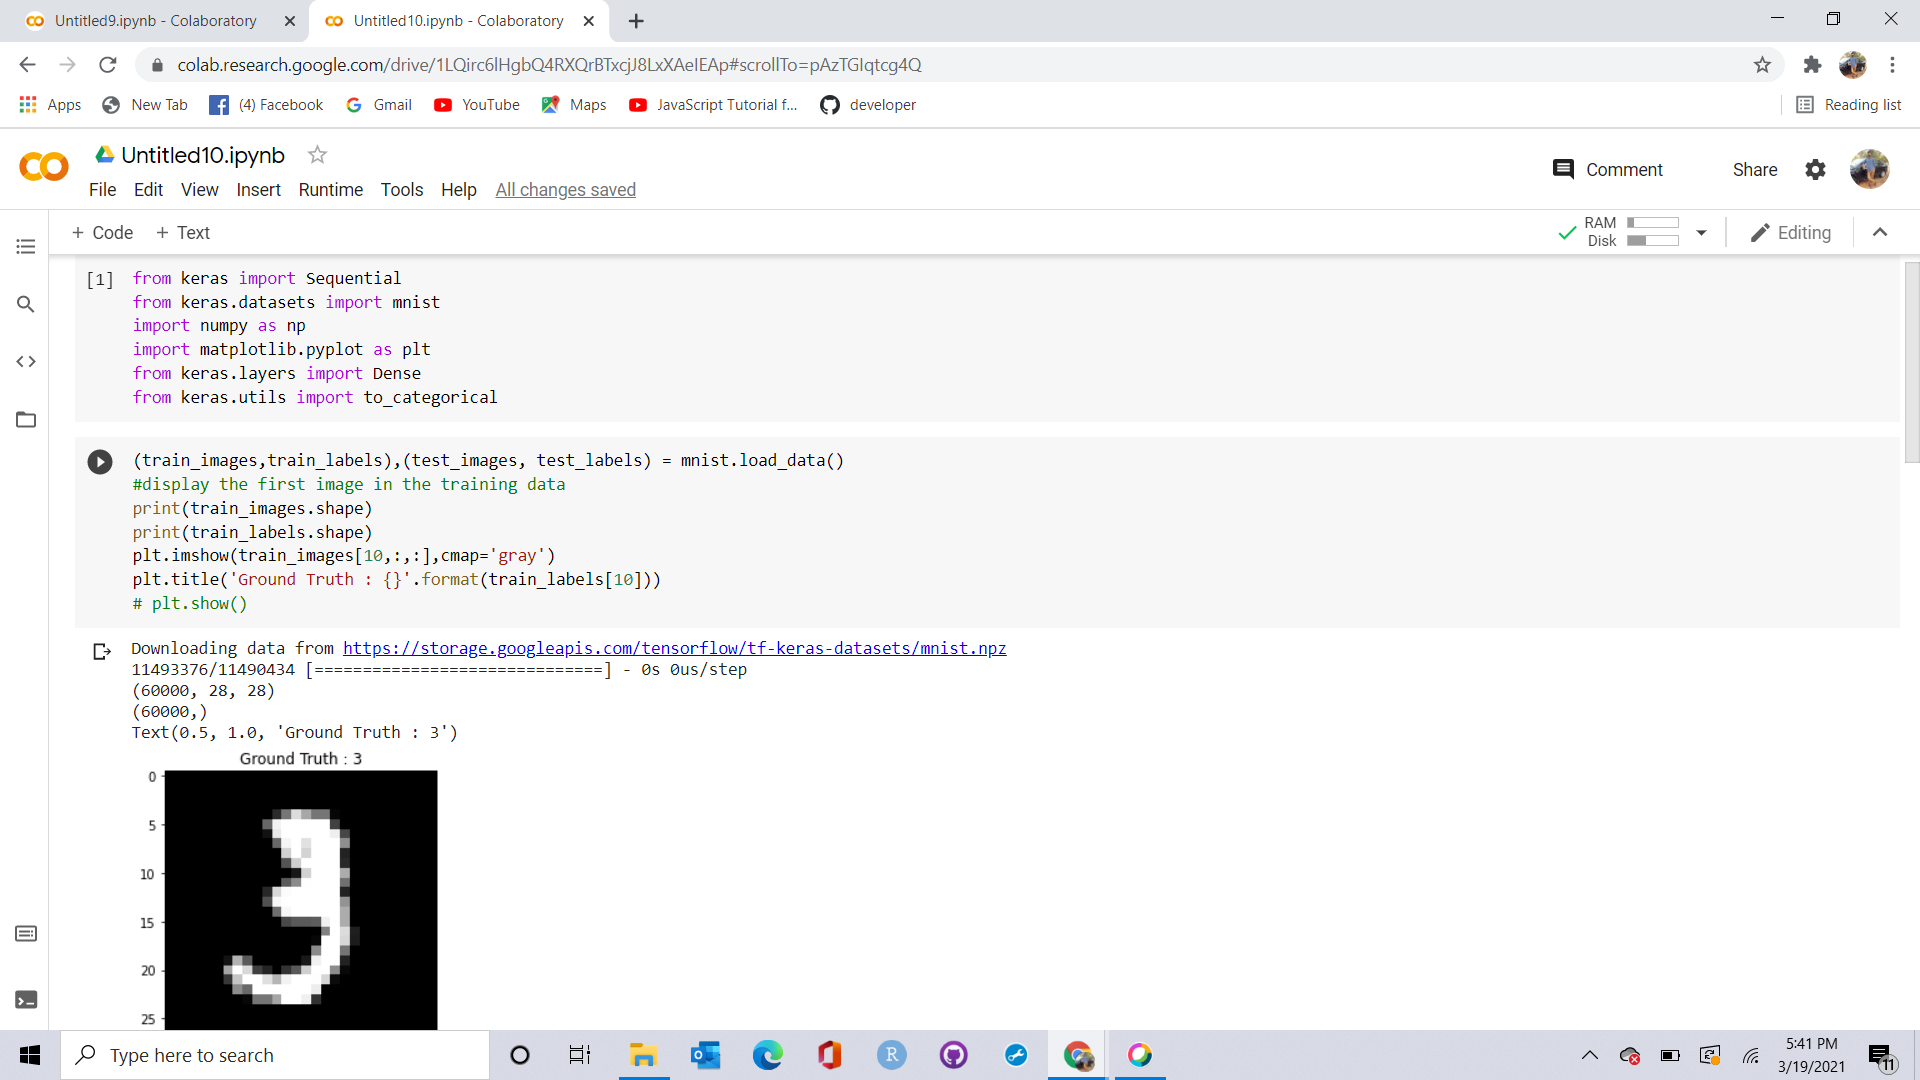 Untitled9.ipynb - Colaboratory
Untitled10.ipynb - Colaboratory
colab.research.google.com/drive/1LQirc6lHgbQ4RXQrBTxcjJ8LxXAeIEAp#scrollTo=pAzTGIqtcg4Q
Apps New Tab (4) Facebook Gmail YouTube Maps JavaScript Tutorial f... developer Reading list
Untitled10.ipynb
Comment Share
File Edit View Insert Runtime Tools Help All changes saved
+ Code + Text
RAM
Disk
Editing
[1] from keras import Sequential
from keras.datasets import mnist
import numpy as np
import matplotlib.pyplot as plt
from keras.layers import Dense
from keras.utils import to_categorical
(train_images,train_labels),(test_images, test_labels) = mnist.load_data()
#display the first image in the training data
print(train_images.shape)
print(train_labels.shape)
plt.imshow(train_images[10,:,:],cmap='gray')
plt.title('Ground Truth : {}'.format(train_labels[10]))
# plt.show()
Downloading data from https://storage.googleapis.com/tensorflow/tf-keras-datasets/mnist.npz
11493376/11490434 [==============================] - 0s 0us/step
(60000, 28, 28)
(60000,)
Text(0.5, 1.0, 'Ground Truth : 3')
Ground Truth : 3
0
5
10
15
20
25
Type here to search
R
5:41 PM
3/19/2021
11